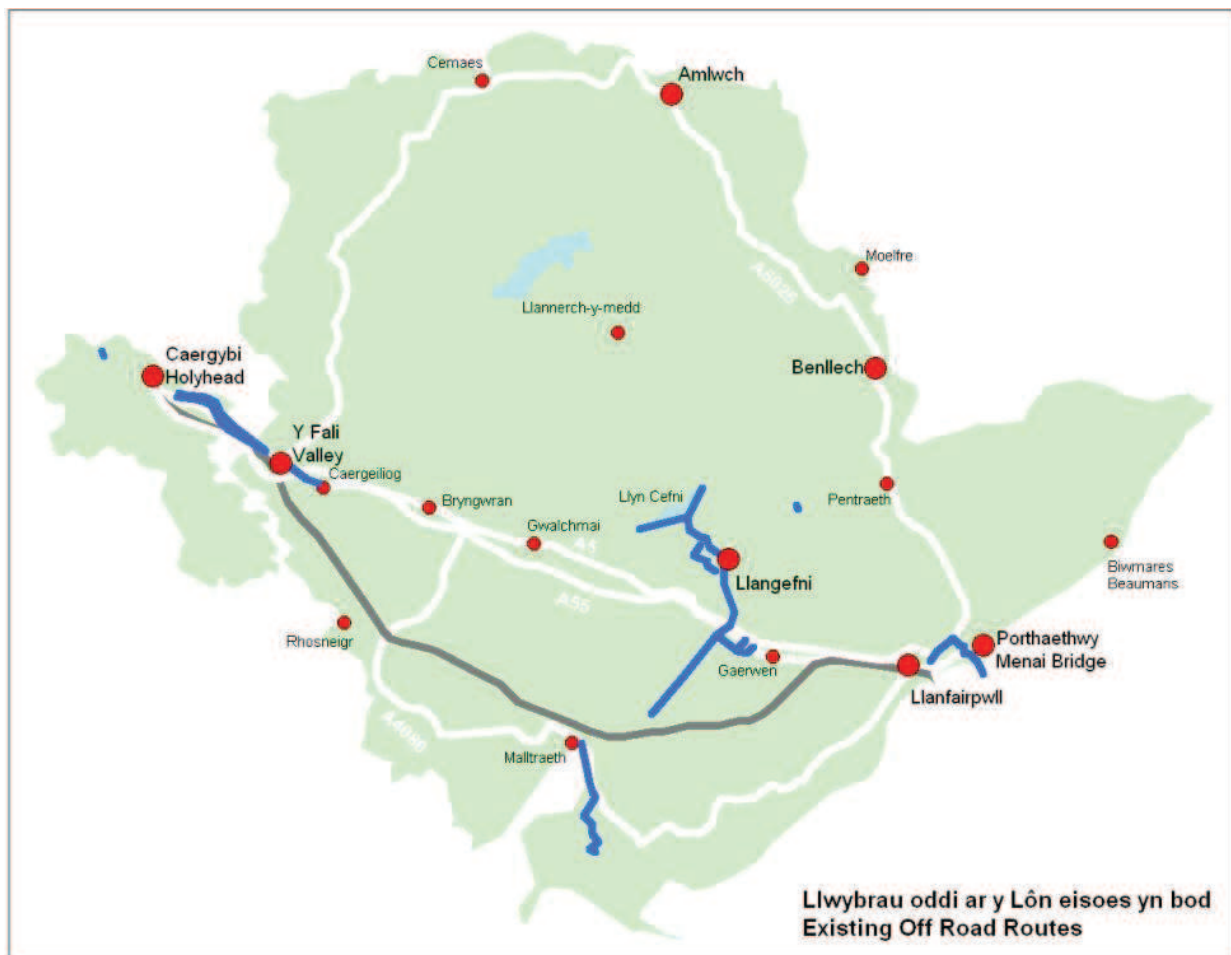 Cemaes
Amlwch
Moelfre
A5025
Llannerch-y-medd
Caergybi
Holyhead
Benllech
Y Fali
Valley
Caergeiliog
Bryngwran
Llyn Cefni
Pentraeth
Gwalchmai
A5
Llangefni
Biwmares
Beaumaris
A55
Rhosneigr
Porthaethwy
Menai Bridge
Gaerwen
Llanfairpwll
A4080
Malltraeth
Llwybrau oddi ar y Lôn eisoes yn bod
Existing Off Road Routes